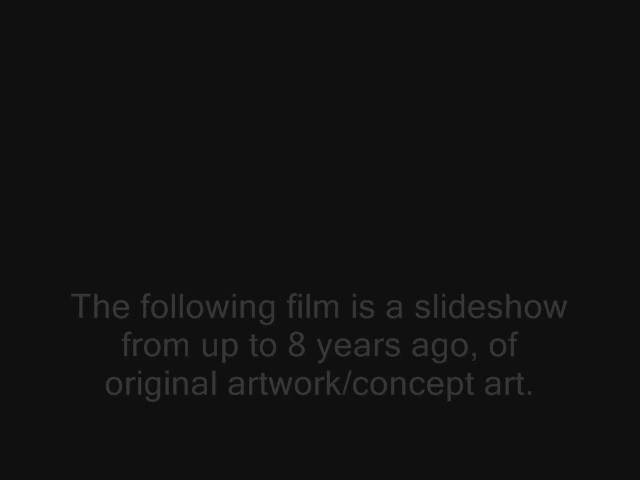 The following film is a slideshow
from up to 8 years ago, of
original artwork/concept art.